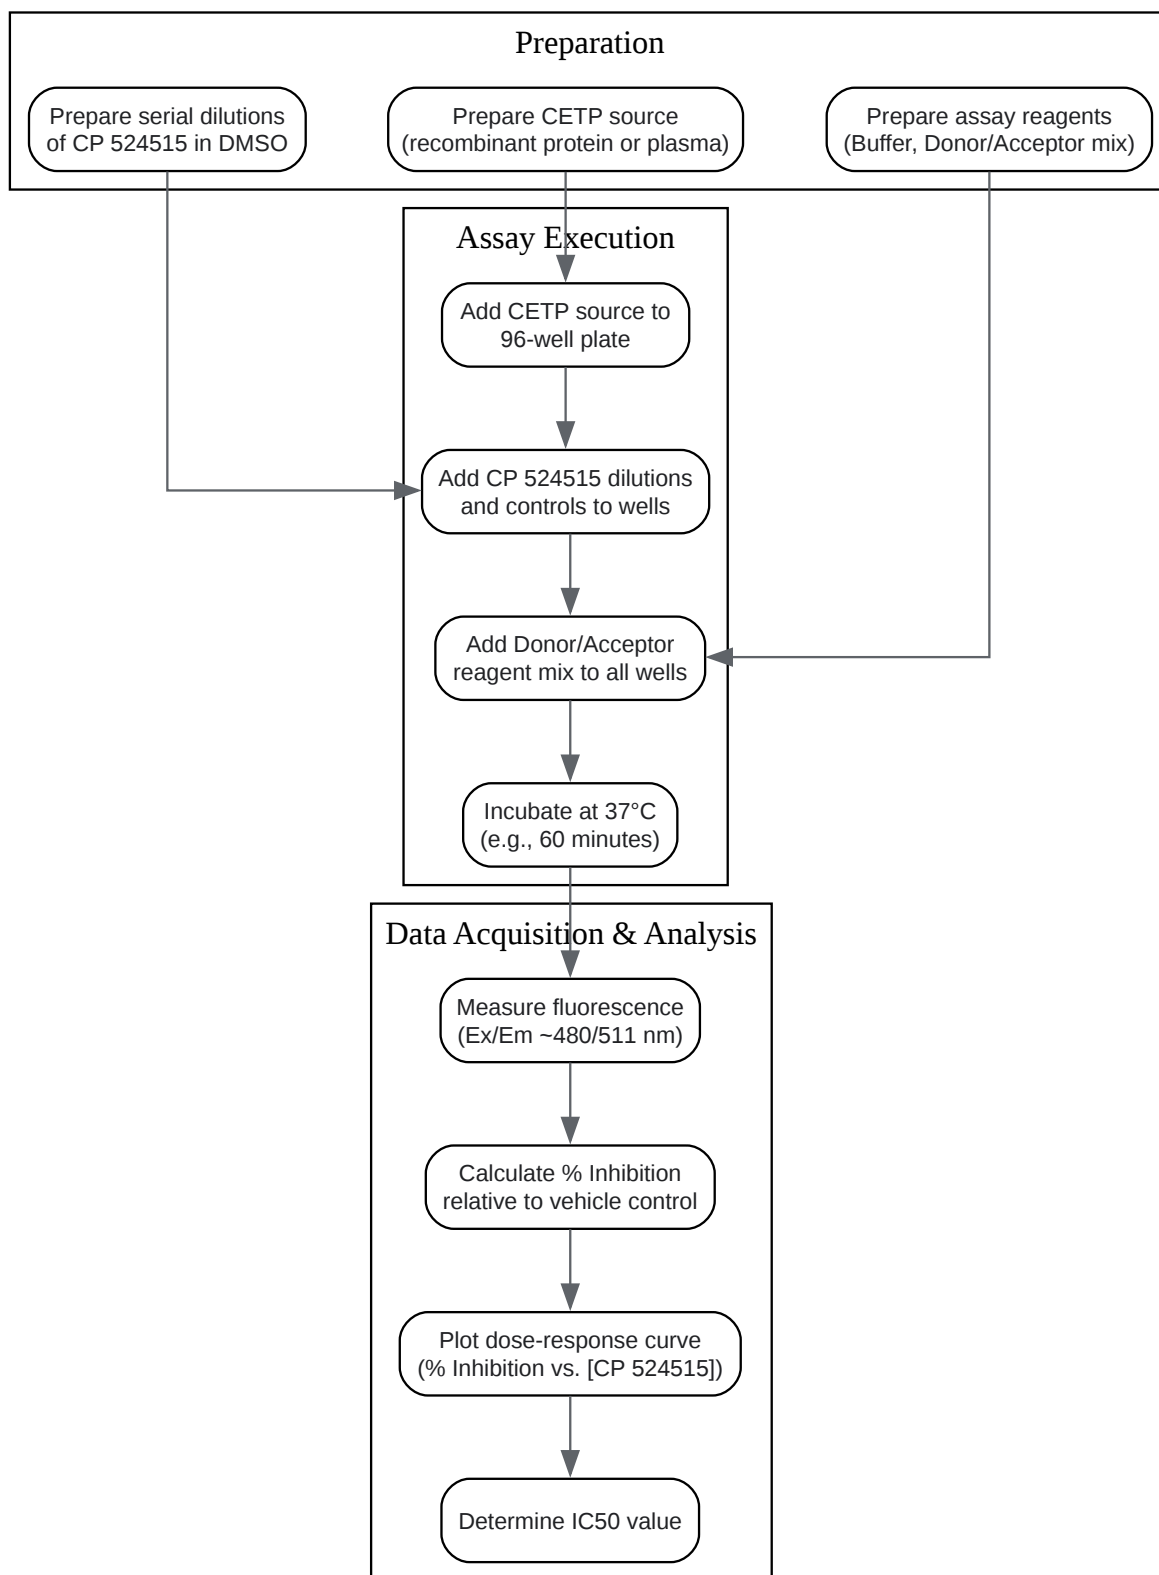 Preparation
Prepare serial dilutions
of CP 524515 in DMSO
Prepare CETP source
(recombinant protein or plasma)
Prepare assay reagents
(Buffer, Donor/Acceptor mix)
Assay Execution
Add CETP source to
96-well plate
Add CP 524515 dilutions
and controls to wells
Add Donor/Acceptor
reagent mix to all wells
Incubate at 37°C
(e.g., 60 minutes)
Data Acquisition & Analysis
Measure fluorescence
(Ex/Em ~480/511 nm)
Calculate % Inhibition
relative to vehicle control
Plot dose-response curve
(% Inhibition vs. [CP 524515])
Determine IC50 value